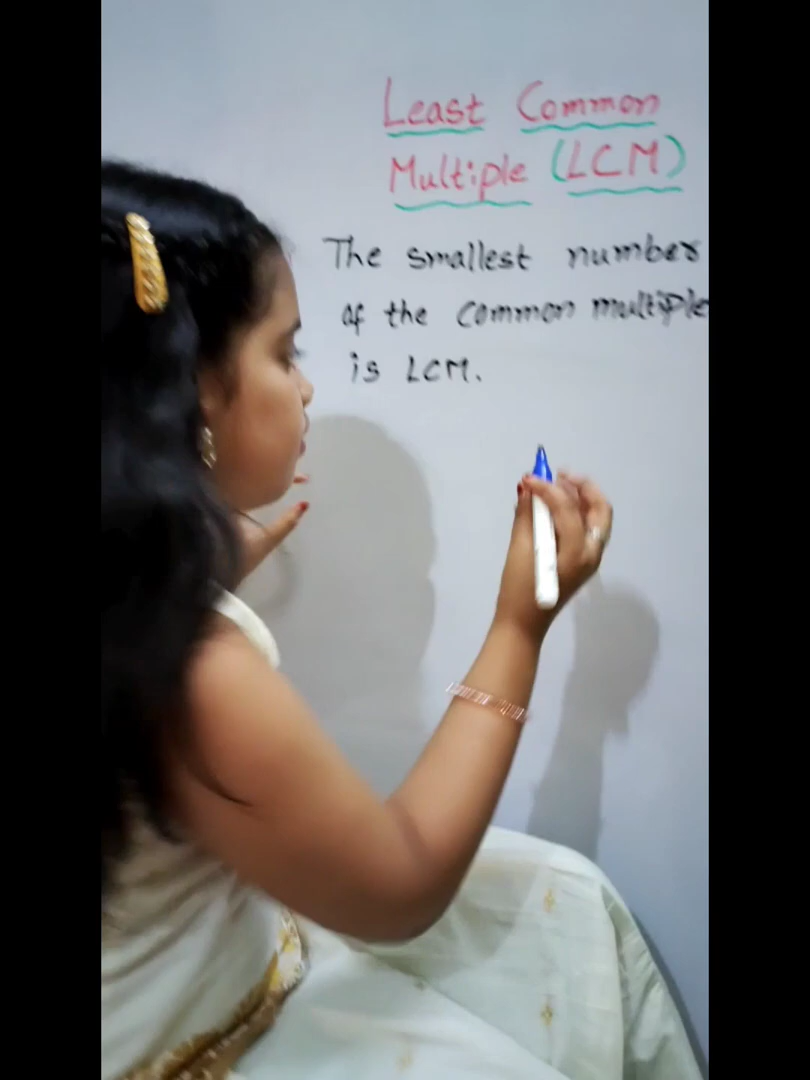 Least Common
Multiple (LCM)
The smallest number
of the common multiple
is LCM.